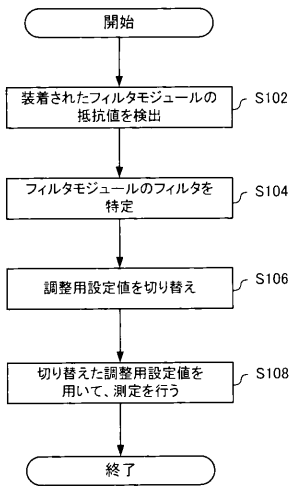 開始
装着されたフィルタモジュールの
抵抗値を検出
S102
フィルタモジュールのフィルタを
特定
S104
調整用設定値を切り替え
S106
切り替えた調整用設定値を
用いて、測定を行う
S108
終了